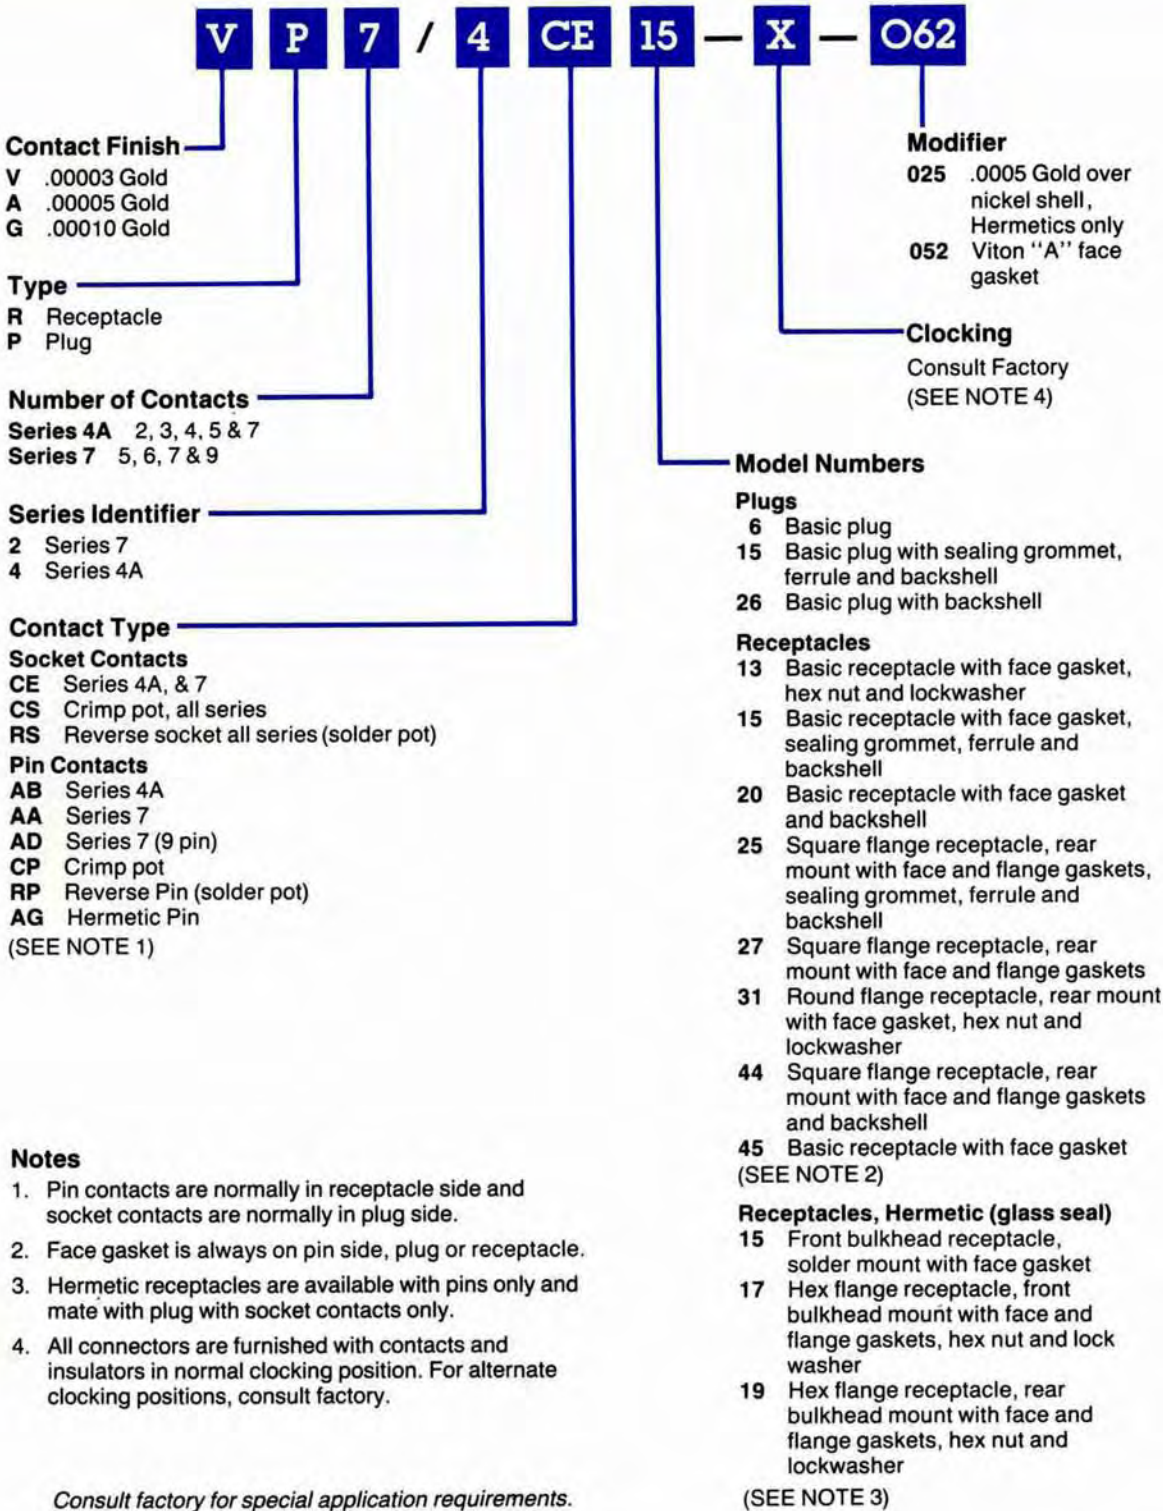 V P 7 / 4 CE 15 — X — O62
Contact Finish
V .00003 Gold
A .00005 Gold
G .00010 Gold
Type
R Receptacle
P Plug
Number of Contacts
Series 4A 2, 3, 4, 5 & 7
Series 7 5, 6, 7 & 9
Series Identifier
2 Series 7
4 Series 4A
Contact Type
Socket Contacts
CE Series 4A, & 7
CS Crimp pot, all series
RS Reverse socket all series (solder pot)
Pin Contacts
AB Series 4A
AA Series 7
AD Series 7 (9 pin)
CP Crimp pot
RP Reverse Pin (solder pot)
AG Hermetic Pin
(SEE NOTE 1)
Modifier
025 .0005 Gold over
nickel shell,
Hermetics only
052 Viton "A" face
gasket
Clocking
Consult Factory
(SEE NOTE 4)
Model Numbers
Plugs
6 Basic plug
15 Basic plug with sealing grommet,
ferrule and backshell
26 Basic plug with backshell
Receptacles
13 Basic receptacle with face gasket,
hex nut and lockwasher
15 Basic receptacle with face gasket,
sealing grommet, ferrule and
backshell
20 Basic receptacle with face gasket
and backshell
25 Square flange receptacle, rear
mount with face and flange gaskets,
sealing grommet, ferrule and
backshell
27 Square flange receptacle, rear
mount with face and flange gaskets
31 Round flange receptacle, rear mount
with face gasket, hex nut and
lockwasher
44 Square flange receptacle, rear
mount with face and flange gaskets
and backshell
45 Basic receptacle with face gasket
(SEE NOTE 2)
Receptacles, Hermetic (glass seal)
15 Front bulkhead receptacle,
solder mount with face gasket
17 Hex flange receptacle, front
bulkhead mount with face and
flange gaskets, hex nut and lock
washer
19 Hex flange receptacle, rear
bulkhead mount with face and
flange gaskets, hex nut and
lockwasher
(SEE NOTE 3)
Notes
1. Pin contacts are normally in receptacle side and
socket contacts are normally in plug side.
2. Face gasket is always on pin side, plug or receptacle.
3. Hermetic receptacles are available with pins only and
mate with plug with socket contacts only.
4. All connectors are furnished with contacts and
insulators in normal clocking position. For alternate
clocking positions, consult factory.
Consult factory for special application requirements.